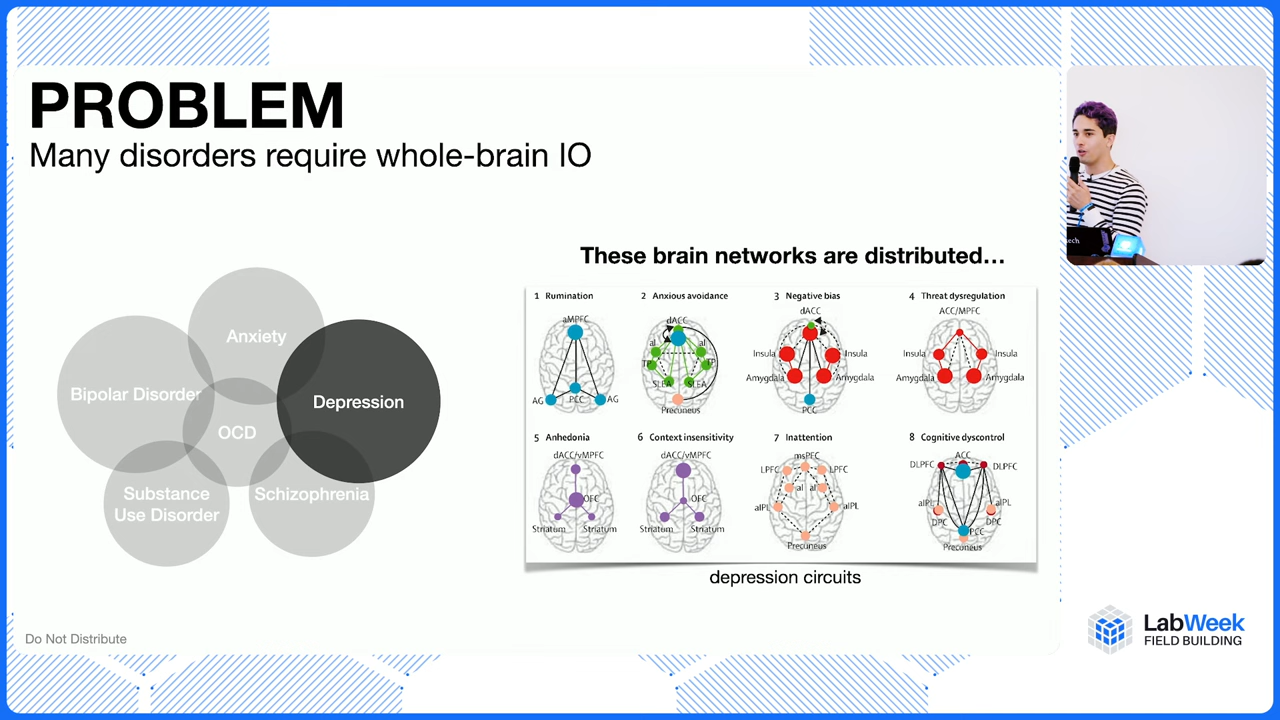 PROBLEM
Many disorders require whole-brain IO
Anxiety
Bipolar Disorder
Depression
OCD
Substance
Use Disorder
Schizophrenia
These brain networks are distributed…
1 Rumination
aMPFC
AG
PCC
AG
2 Anxious avoidance
dACC
aI
aI
TP
TP
SLEA
SLEA
Precuneus
3 Negative bias
dACC
Insula
Insula
Amygdala
Amygdala
PCC
4 Threat dysregulation
ACC/MPFC
Insula
Insula
Amygdala
Amygdala
5 Anhedonia
dACC/vMPFC
OFC
Striatum
Striatum
6 Context insensitivity
dACC/vMPFC
OFC
Striatum
Striatum
7 Inattention
msPFC
LPFC
LPFC
aI
aI
aIPL
aIPL
Precuneus
8 Cognitive dyscontrol
ACC
DLPFC
DLPFC
aIPL
aIPL
DPC
DPC
PCC
Precuneus
depression circuits
Do Not Distribute
LabWeek
FIELD BUILDING